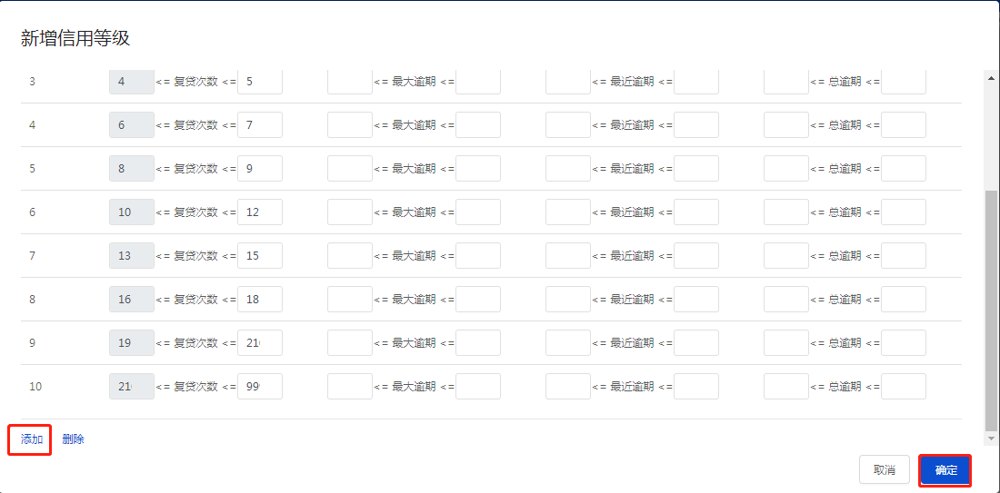 新增信用等级
3 4 <= 复贷次数 <= 5 <= 最大逾期 <= <= 最近逾期 <= <= 总逾期 <=
4 6 <= 复贷次数 <= 7 <= 最大逾期 <= <= 最近逾期 <= <= 总逾期 <=
5 8 <= 复贷次数 <= 9 <= 最大逾期 <= <= 最近逾期 <= <= 总逾期 <=
6 10 <= 复贷次数 <= 12 <= 最大逾期 <= <= 最近逾期 <= <= 总逾期 <=
7 13 <= 复贷次数 <= 15 <= 最大逾期 <= <= 最近逾期 <= <= 总逾期 <=
8 16 <= 复贷次数 <= 18 <= 最大逾期 <= <= 最近逾期 <= <= 总逾期 <=
9 19 <= 复贷次数 <= <= 最大逾期 <= <= 最近逾期 <= <= 总逾期 <=
10 <= 复贷次数 <= <= 最大逾期 <= <= 最近逾期 <= <= 总逾期 <=
添加 删除
取消 确定